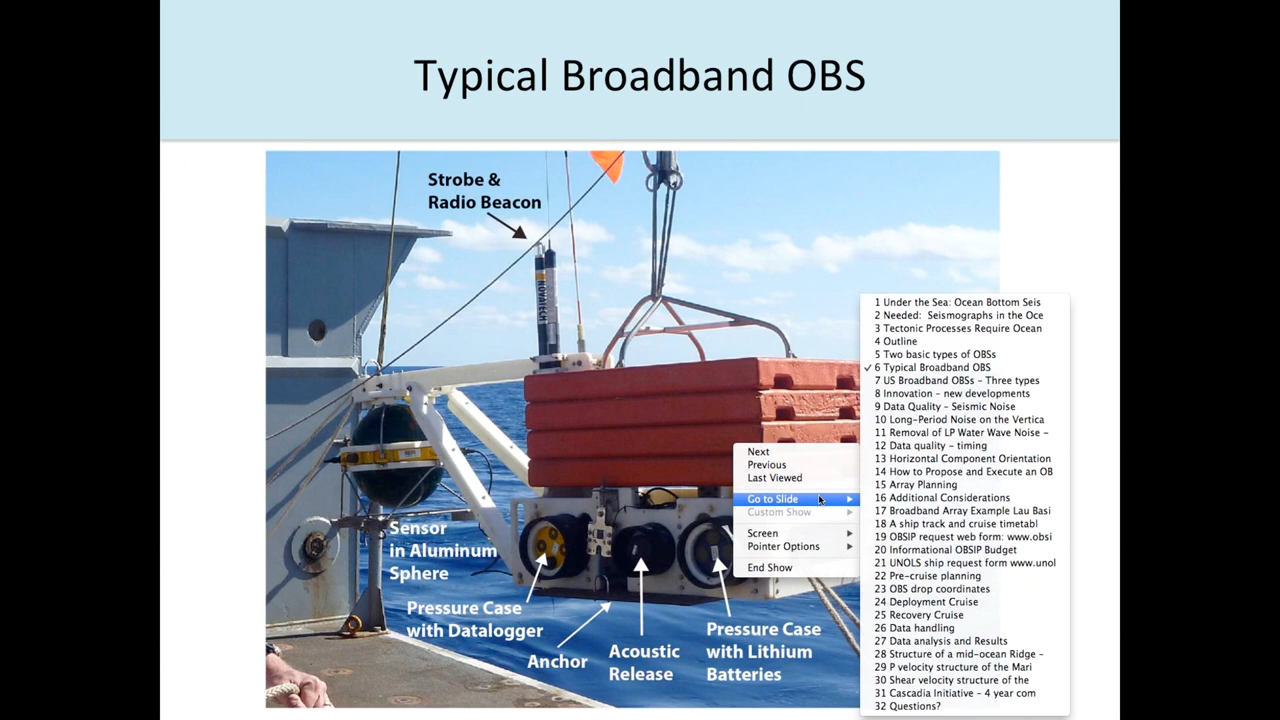 Typical Broadband OBS
Strobe &
Radio Beacon
NOVATECH
Sensor
in Aluminum
Sphere
Pressure Case
with Datalogger
Anchor
Acoustic
Release
Pressure Case
with Lithium
Batteries
Next
Previous
Last Viewed
Go to Slide
Custom Show
Screen
Pointer Options
End Show
1 Under the Sea: Ocean Bottom Seis
2 Needed:  Seismographs in the Oce
3 Tectonic Processes Require Ocean
4 Outline
5 Two basic types of OBSs
✓ 6 Typical Broadband OBS
7 US Broadband OBSs – Three types
8 Innovation – new developments
9 Data Quality – Seismic Noise
10 Long-Period Noise on the Vertica
11 Removal of LP Water Wave Noise –
12 Data quality – timing
13 Horizontal Component Orientation
14 How to Propose and Execute an OB
15 Array Planning
16 Additional Considerations
17 Broadband Array Example Lau Basi
18 A ship track and cruise timetabl
19 OBSIP request web form: www.obsi
20 Informational OBSIP Budget
21 UNOLS ship request form www.unol
22 Pre-cruise planning
23 OBS drop coordinates
24 Deployment Cruise
25 Recovery Cruise
26 Data handling
27 Data analysis and Results
28 Structure of a mid-ocean Ridge –
29 P velocity structure of the Mari
30 Shear velocity structure of the
31 Cascadia Initiative – 4 year com
32 Questions?